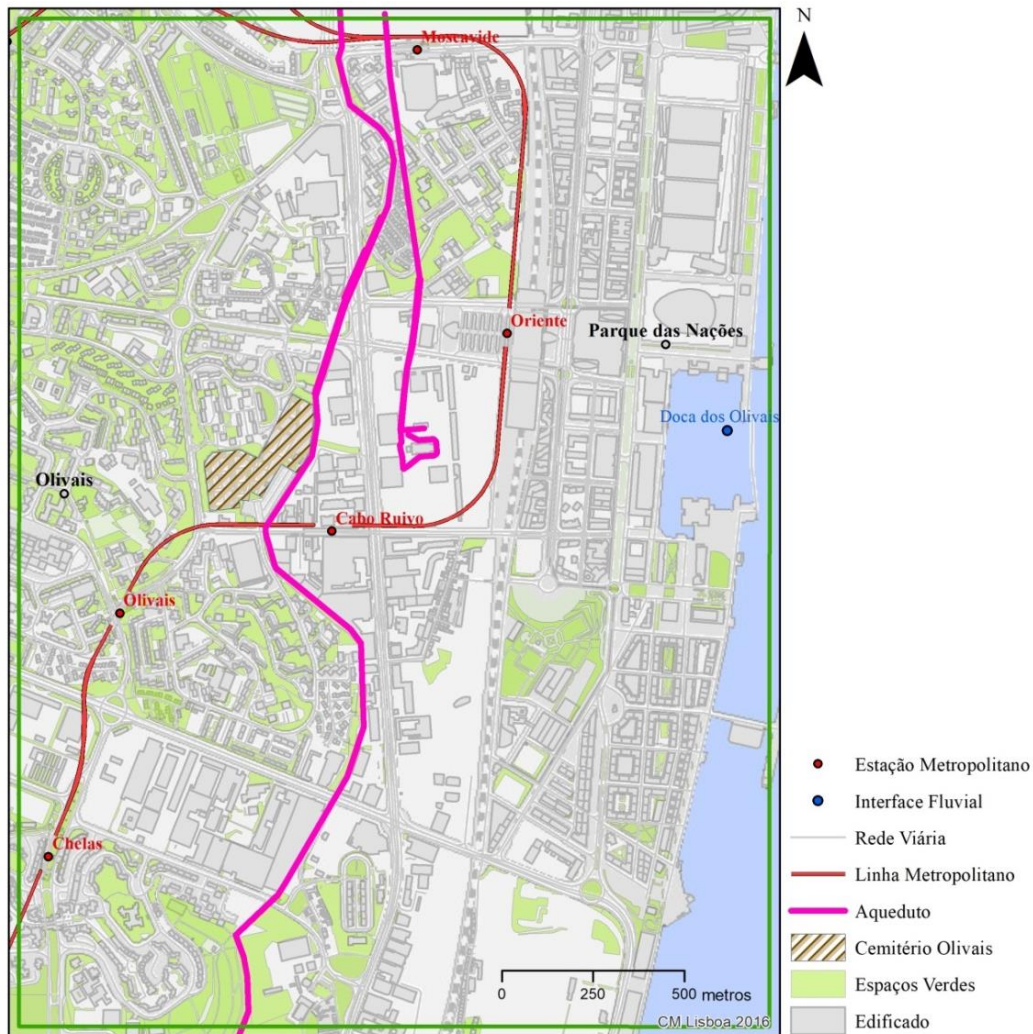 N
Moscavide
Oriente
Parque das Nações
Doca dos Olivais
Olivais
Cabo Ruivo
Olivais
Chelas
0 250 500 metros
CM Lisboa 2016
Estação Metropolitano
Interface Fluvial
Rede Viária
Linha Metropolitano
Aqueduto
Cemitério Olivais
Espaços Verdes
Edificado